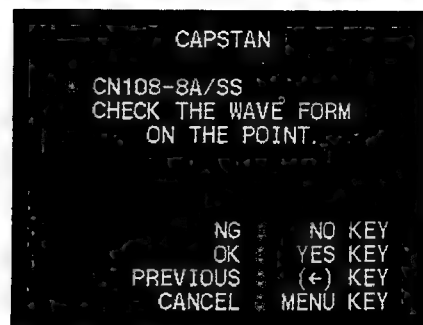 CAPSTAN
* CN108-8A/SS
CHECK THE WAVE FORM
ON THE POINT.
NG : NO KEY
OK : YES KEY
PREVIOUS : (←) KEY
CANCEL : MENU KEY